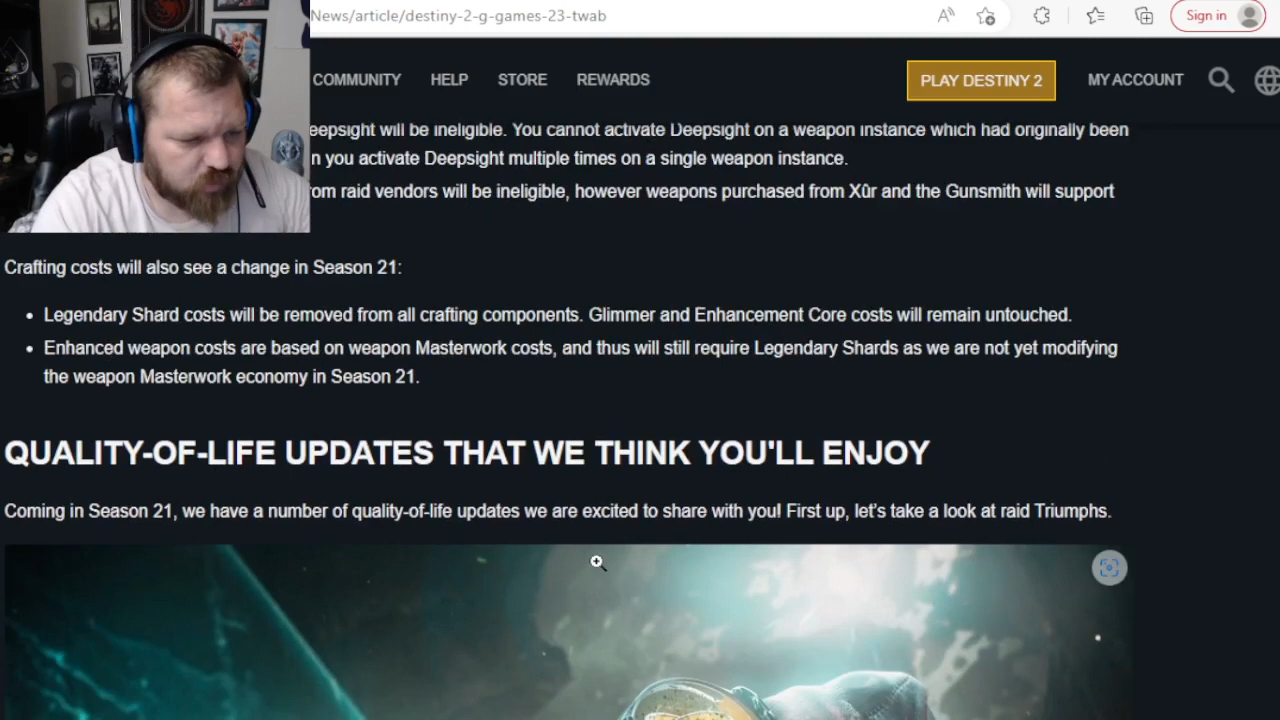 News/article/destiny-2-g-games-23-twab
Sign in
COMMUNITY HELP STORE REWARDS PLAY DESTINY 2 MY ACCOUNT
eepsight will be ineligible. You cannot activate Deepsight on a weapon instance which had originally been
n you activate Deepsight multiple times on a single weapon instance.
om raid vendors will be ineligible, however weapons purchased from Xûr and the Gunsmith will support
Crafting costs will also see a change in Season 21:
• Legendary Shard costs will be removed from all crafting components. Glimmer and Enhancement Core costs will remain untouched.
• Enhanced weapon costs are based on weapon Masterwork costs, and thus will still require Legendary Shards as we are not yet modifying
the weapon Masterwork economy in Season 21.
QUALITY-OF-LIFE UPDATES THAT WE THINK YOU'LL ENJOY
Coming in Season 21, we have a number of quality-of-life updates we are excited to share with you! First up, let's take a look at raid Triumphs.